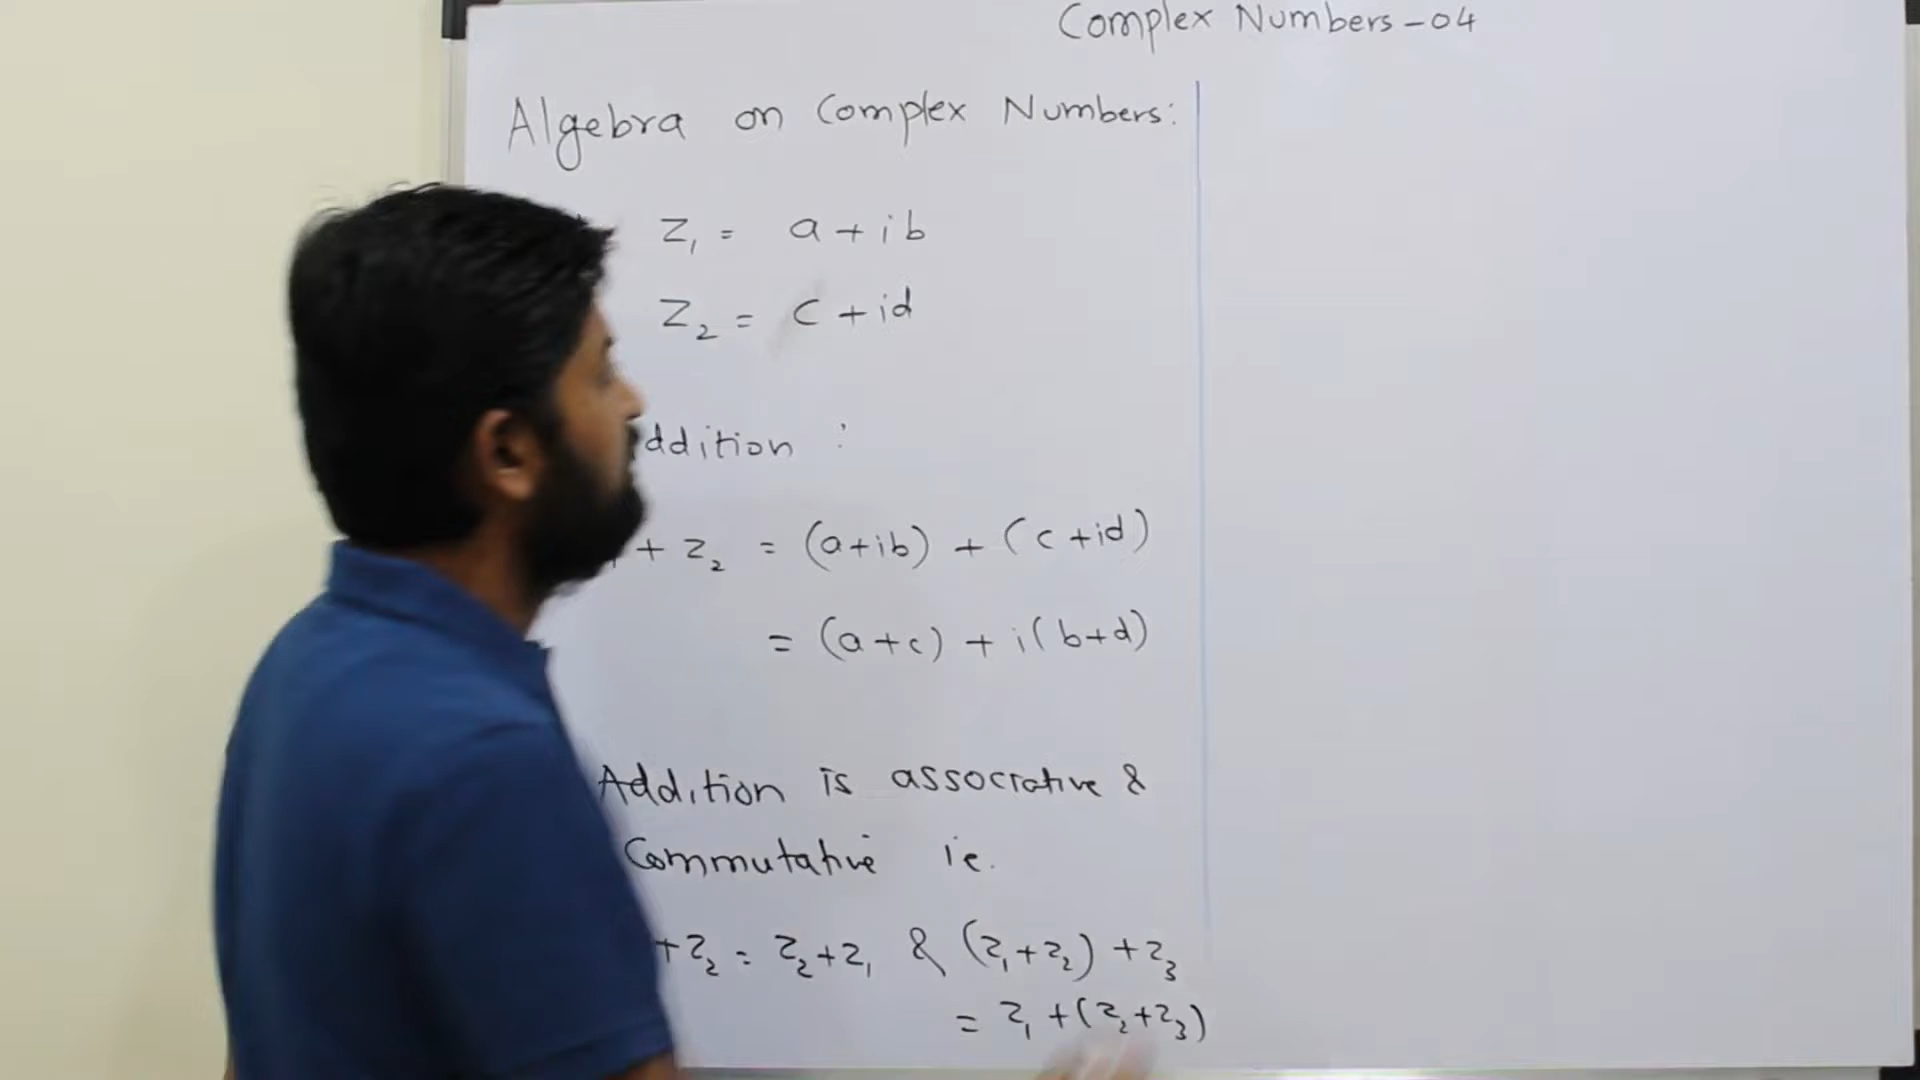 Complex Numbers - 04
Algebra on Complex Numbers:
z₁ = a + ib
z₂ = c + id
ddition :
+ z₂ = (a+ib) + (c+id)
= (a+c) + i(b+d)
Addition is associative &
Commutative ie.
+z₂ = z₂+z₁ & (z₁+z₂) +z₃
= z₁ +(z₂+z₃)